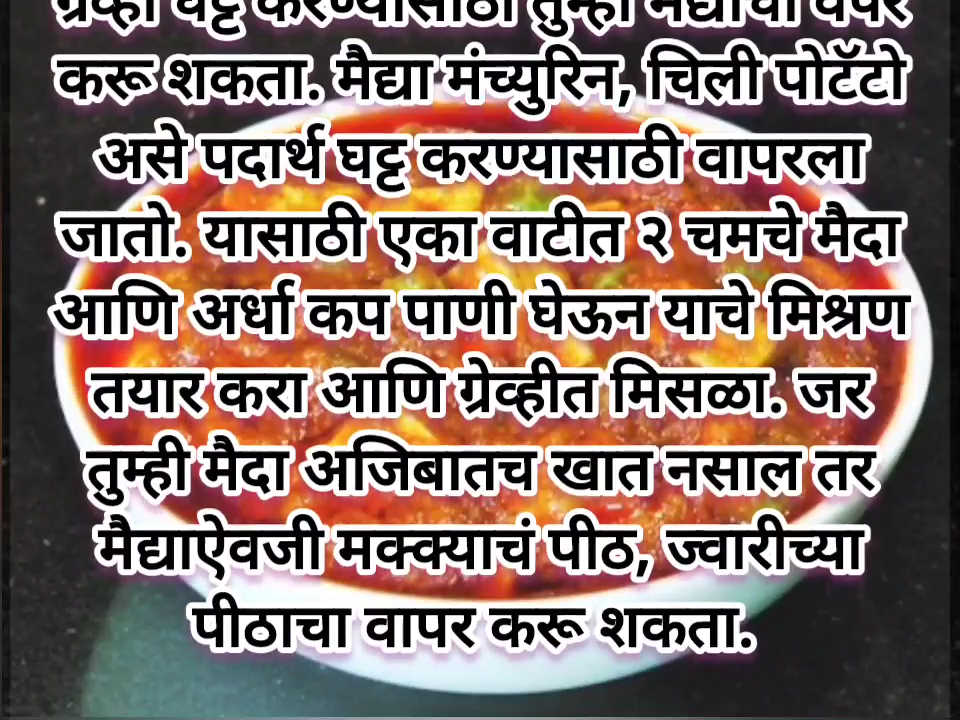 ग्रेव्ही घट्ट करण्यासाठी तुम्ही मैद्याचा वापर
करू शकता. मैद्या मंच्युरिन, चिली पोटॅटो
असे पदार्थ घट्ट करण्यासाठी वापरला
जातो. यासाठी एका वाटीत २ चमचे मैदा
आणि अर्धा कप पाणी घेऊन याचे मिश्रण
तयार करा आणि ग्रेव्हीत मिसळा. जर
तुम्ही मैदा अजिबातच खात नसाल तर
मैद्याऐवजी मक्क्याचं पीठ, ज्वारीच्या
पीठाचा वापर करू शकता.